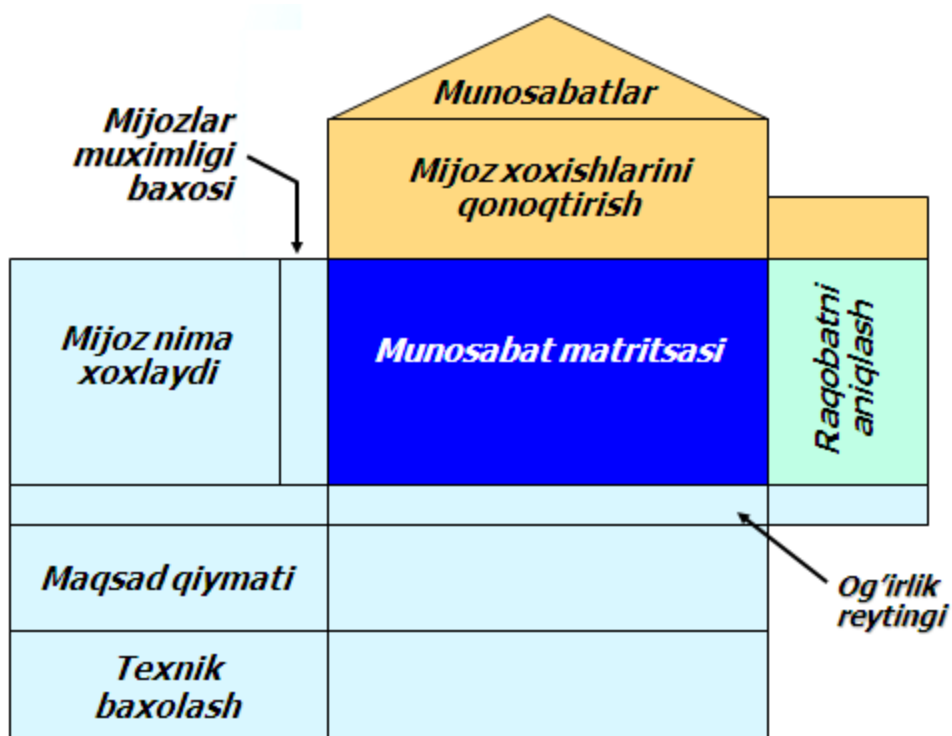 Munosabatlar
Mijozlar
muximligi
baxosi
Mijoz xoxishlarini
qonoqtirish
Mijoz nima
xoxlaydi
Munosabat matritsasi
Raqobatni
aniqlash
Maqsad qiymati
Og’irlik
reytingi
Texnik
baxolash